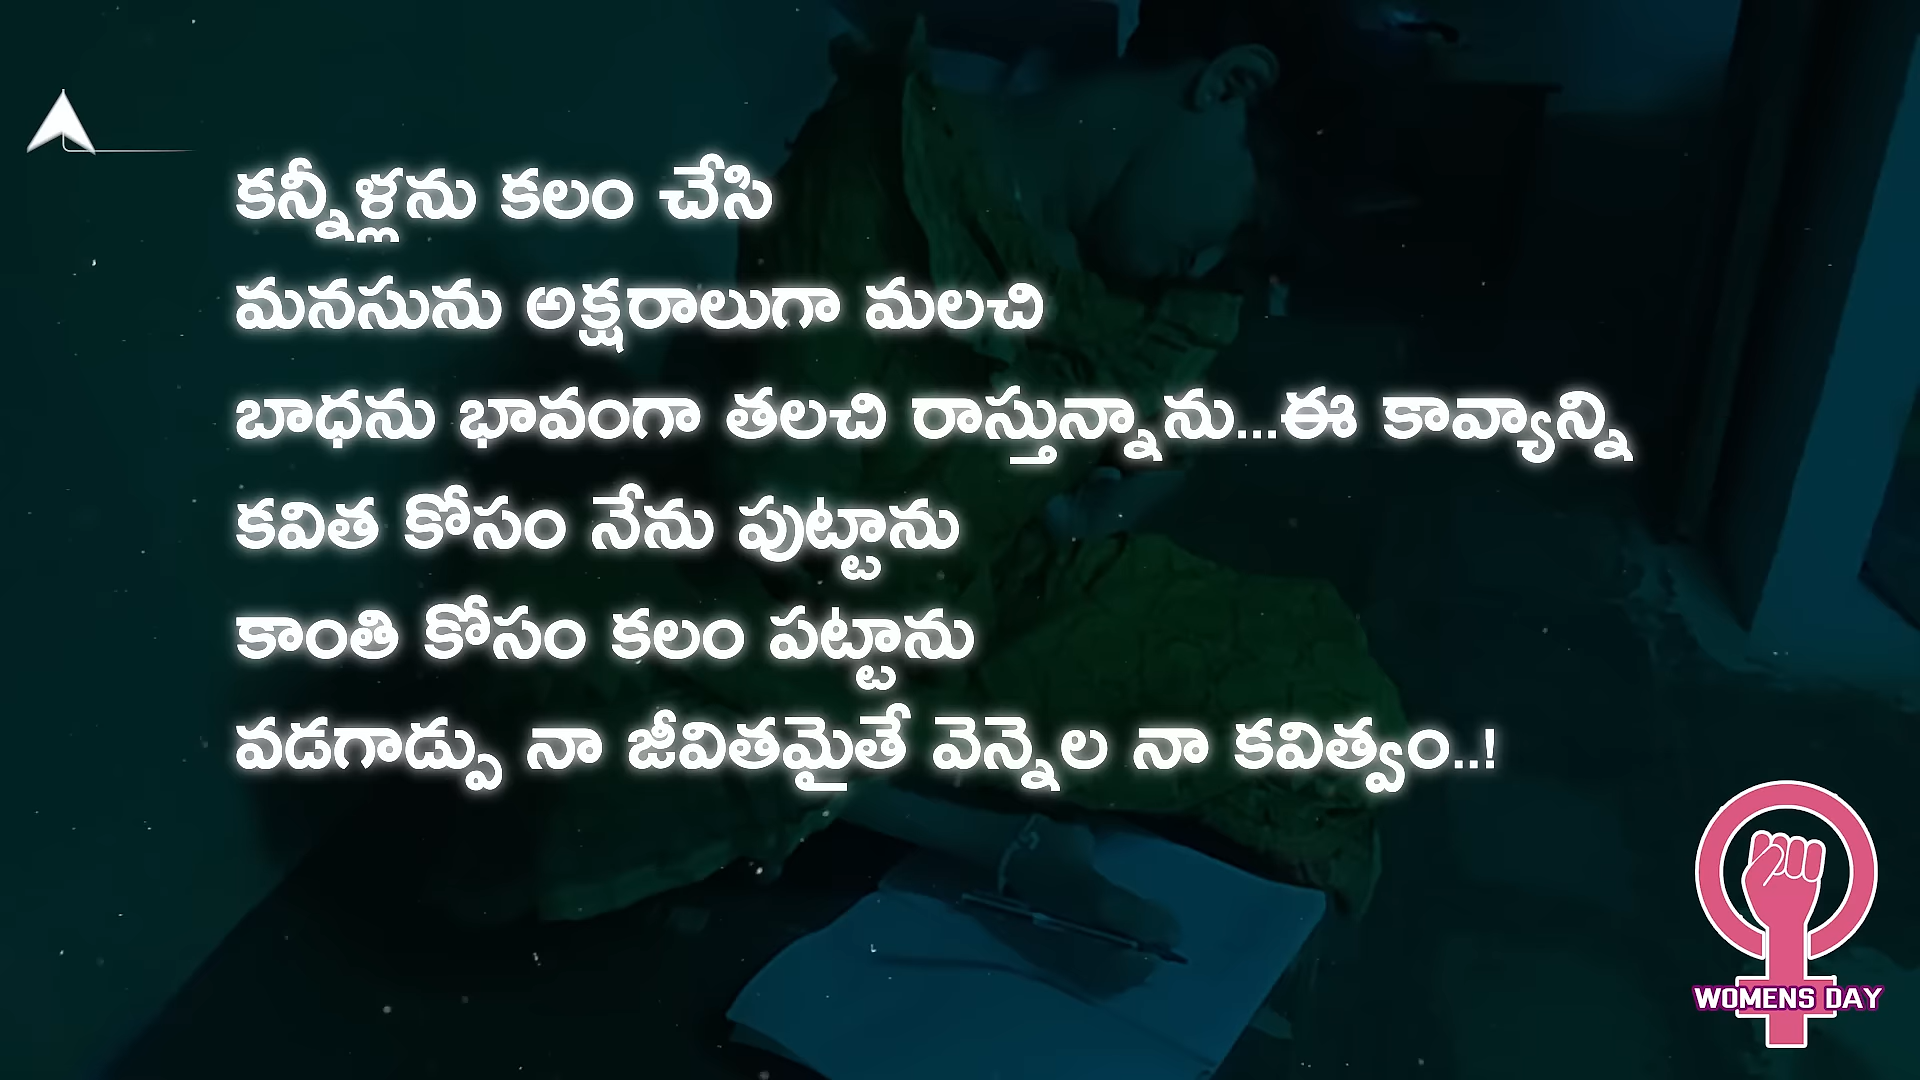 కన్నీళ్లను కలం చేసి
మనసును అక్షరాలుగా మలచి
బాధను భావంగా తలచి రాస్తున్నాను...ఈ కావ్యాన్ని
కవిత కోసం నేను పుట్టాను
కాంతి కోసం కలం పట్టాను
వడగాడ్పు నా జీవితమైతే వెన్నెల నా కవిత్వం..!
WOMENS DAY